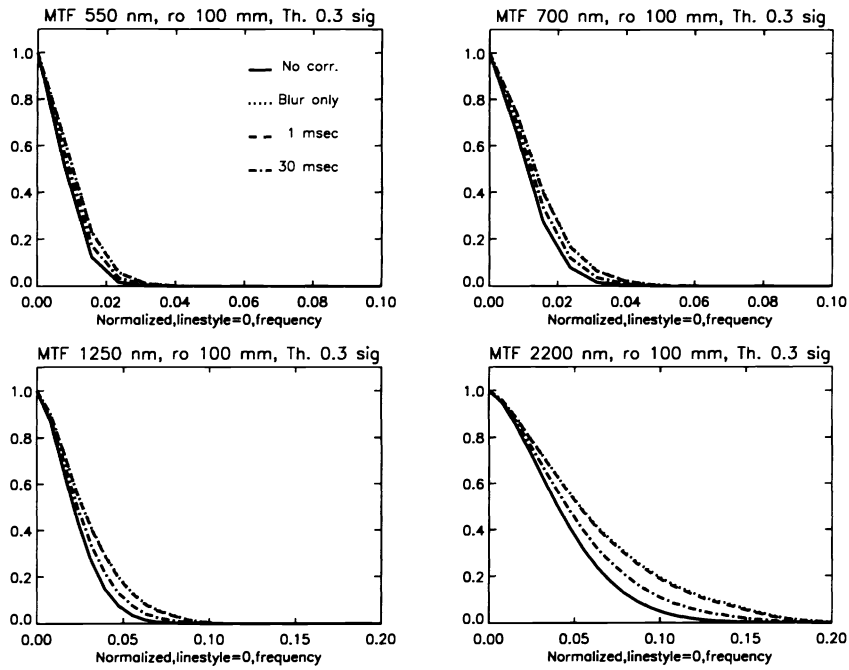 MTF 550 nm, ro 100 mm, Th. 0.3 sig
1.0
0.8
0.6
0.4
0.2
0.0
No corr.
Blur only
1 msec
30 msec
0.00 0.02 0.04 0.06 0.08 0.10
Normalized,linestyle=0,frequency
MTF 700 nm, ro 100 mm, Th. 0.3 sig
1.0
0.8
0.6
0.4
0.2
0.0
0.00 0.02 0.04 0.06 0.08 0.10
Normalized,linestyle=0,frequency
MTF 1250 nm, ro 100 mm, Th. 0.3 sig
1.0
0.8
0.6
0.4
0.2
0.0
0.00 0.05 0.10 0.15 0.20
Normalized,linestyle=0,frequency
MTF 2200 nm, ro 100 mm, Th. 0.3 sig
1.0
0.8
0.6
0.4
0.2
0.0
0.00 0.05 0.10 0.15 0.20
Normalized,linestyle=0,frequency